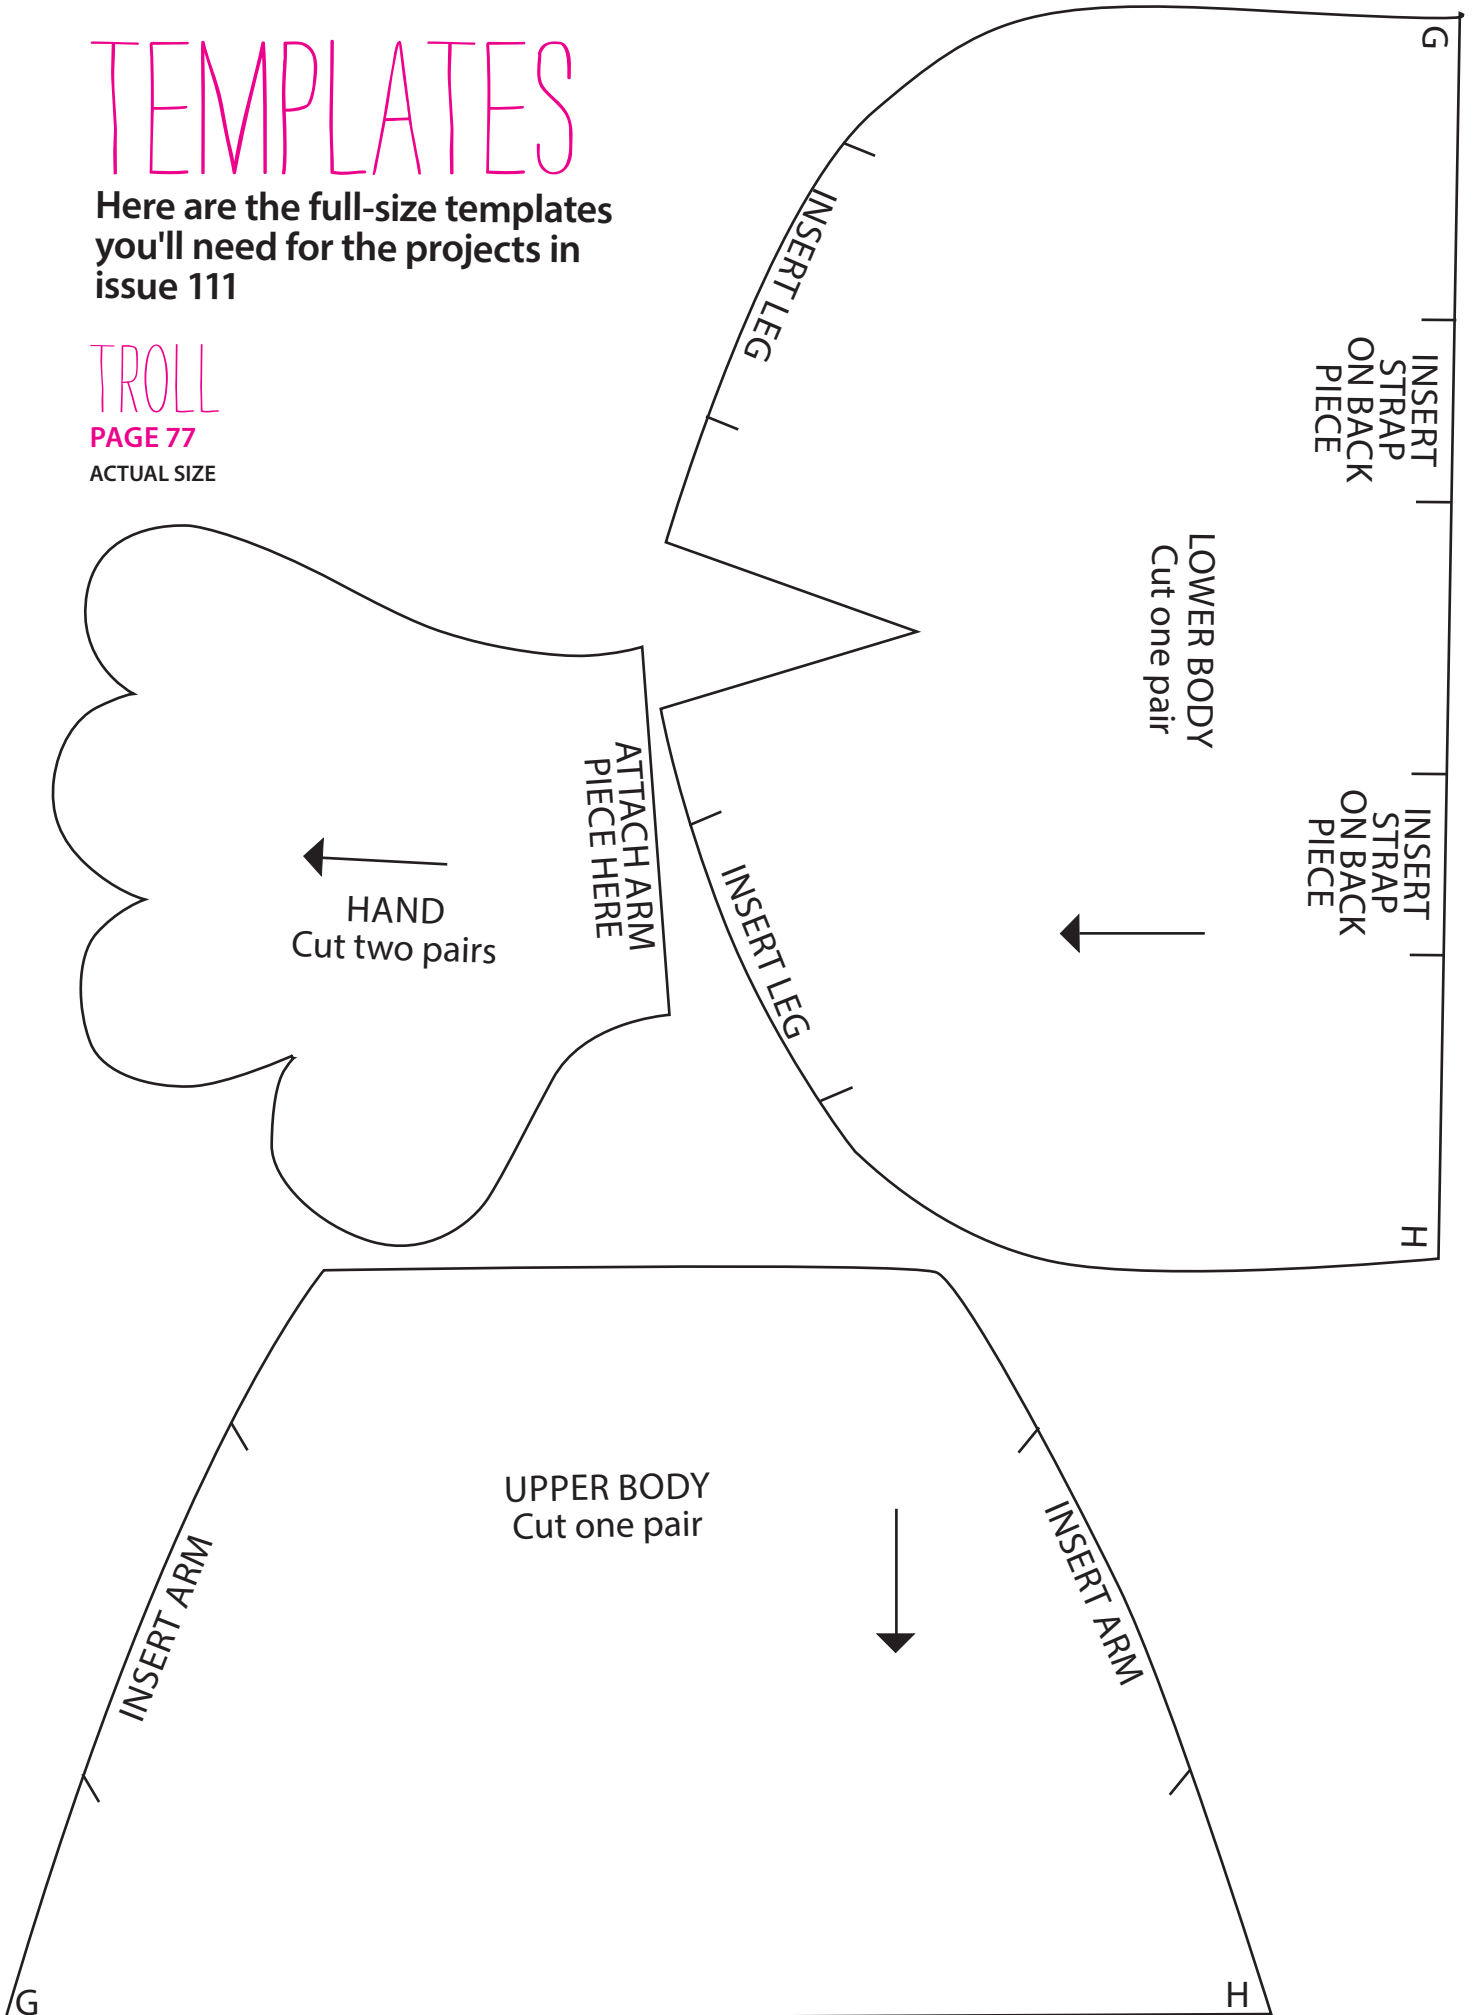 TEMPLATES
Here are the full-size templates
you'll need for the projects in
issue 111
TROLL
PAGE 77
ACTUAL SIZE
G
INSERT LEG
INSERT
STRAP
ON BACK
PIECE
LOWER BODY
Cut one pair
INSERT
STRAP
ON BACK
PIECE
INSERT LEG
H
ATTACH ARM
PIECE HERE
HAND
Cut two pairs
UPPER BODY
Cut one pair
INSERT ARM
INSERT ARM
G
H